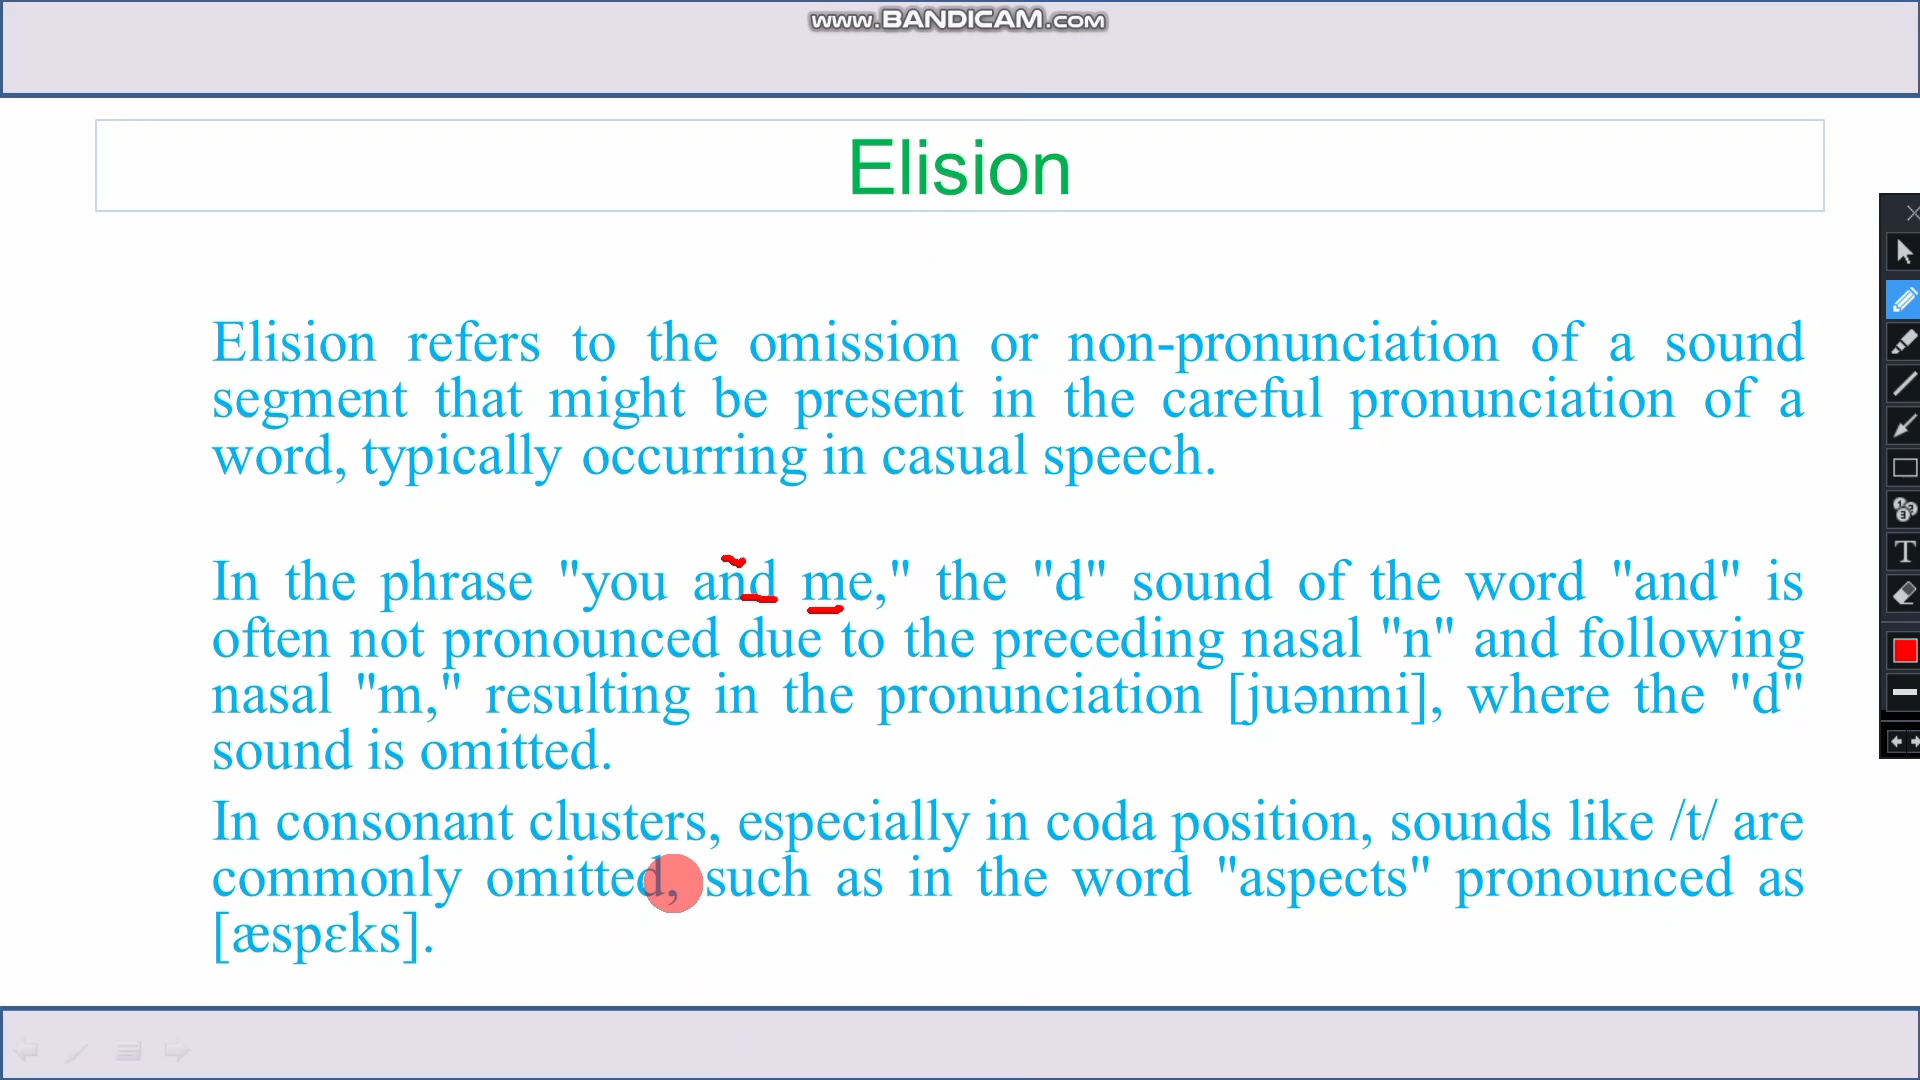 www.BANDICAM.com
Elision
Elision refers to the omission or non-pronunciation of a sound
segment that might be present in the careful pronunciation of a
word, typically occurring in casual speech.
In the phrase "you and me," the "d" sound of the word "and" is
often not pronounced due to the preceding nasal "n" and following
nasal "m," resulting in the pronunciation [juənmi], where the "d"
sound is omitted.
In consonant clusters, especially in coda position, sounds like /t/ are
commonly omitted, such as in the word "aspects" pronounced as
[æspɛks].